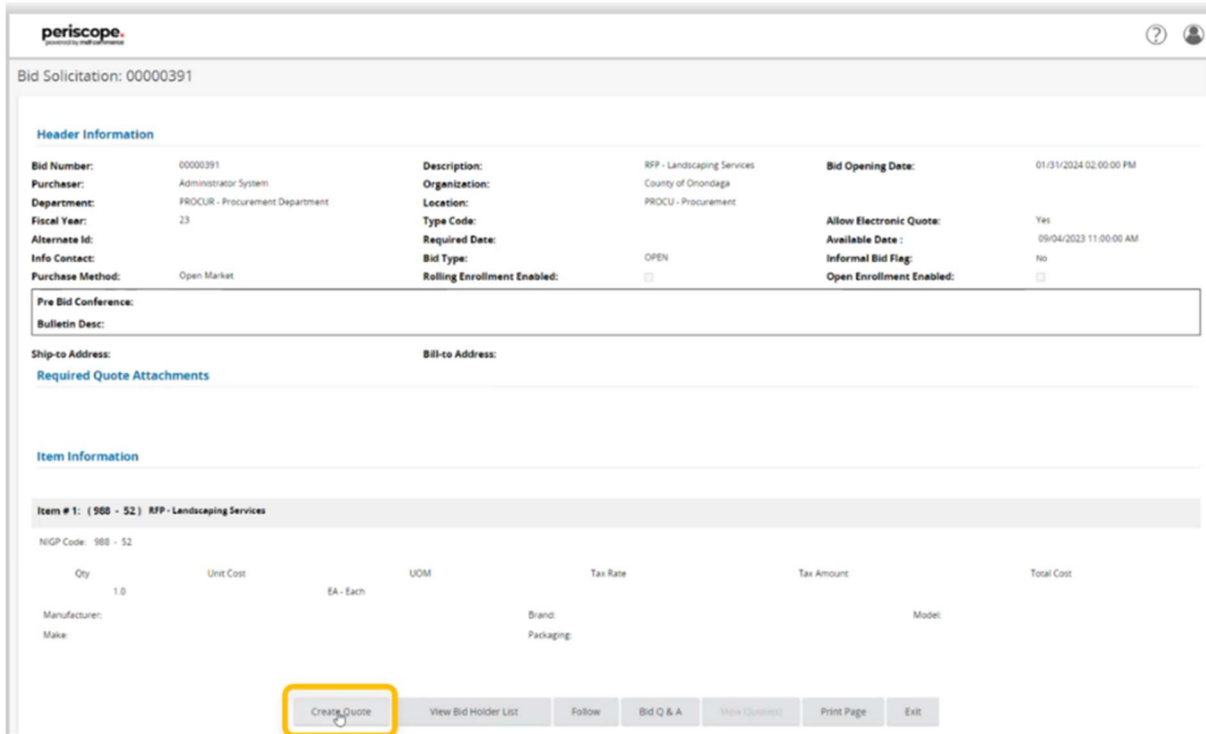 periscope.
powered by mdf commerce
Bid Solicitation: 00000391
Header Information
Bid Number: 00000391 Description: RFP - Landscaping Services Bid Opening Date: 01/31/2024 02:00:00 PM
Purchaser: Administrator System Organization: County of Onondaga
Department: PROCUR - Procurement Department Location: PROCU - Procurement
Fiscal Year: 23 Type Code: Allow Electronic Quote: Yes
Alternate Id: Required Date: Available Date : 09/04/2023 11:00:00 AM
Info Contact: Bid Type: OPEN Informal Bid Flag: No
Purchase Method: Open Market Rolling Enrollment Enabled: Open Enrollment Enabled:
Pre Bid Conference:
Bulletin Desc:
Ship-to Address: Bill-to Address:
Required Quote Attachments
Item Information
Item # 1: ( 988 - 52 ) RFP - Landscaping Services
NIGP Code: 988 - 52
Qty Unit Cost UOM Tax Rate Tax Amount Total Cost
1.0 EA - Each
Manufacturer: Brand: Model:
Make: Packaging:
Create Quote View Bid Holder List Follow Bid Q & A View Quote(s) Print Page Exit